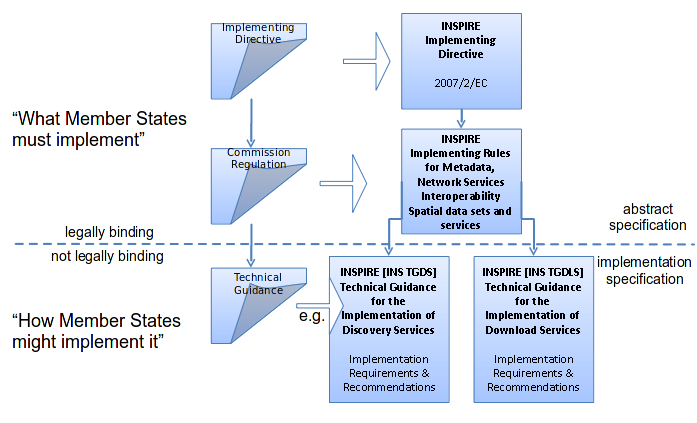 Implementing
Directive
INSPIRE
Implementing
Directive
2007/2/EC
“What Member States
must implement”
Commission
Regulation
INSPIRE
Implementing Rules
for Metadata,
Network Services
Interoperability
Spatial data sets and
services
abstract
specification
legally binding
not legally binding
implementation
specification
Technical
Guidance
e.g.
“How Member States
might implement it”
INSPIRE [INS TGDS]
Technical Guidance
for the
Implementation of
Discovery Services
Implementation
Requirements &
Recommendations
INSPIRE [INS TGDLS]
Technical Guidance
for the
Implementation of
Download Services
Implementation
Requirements &
Recommendations